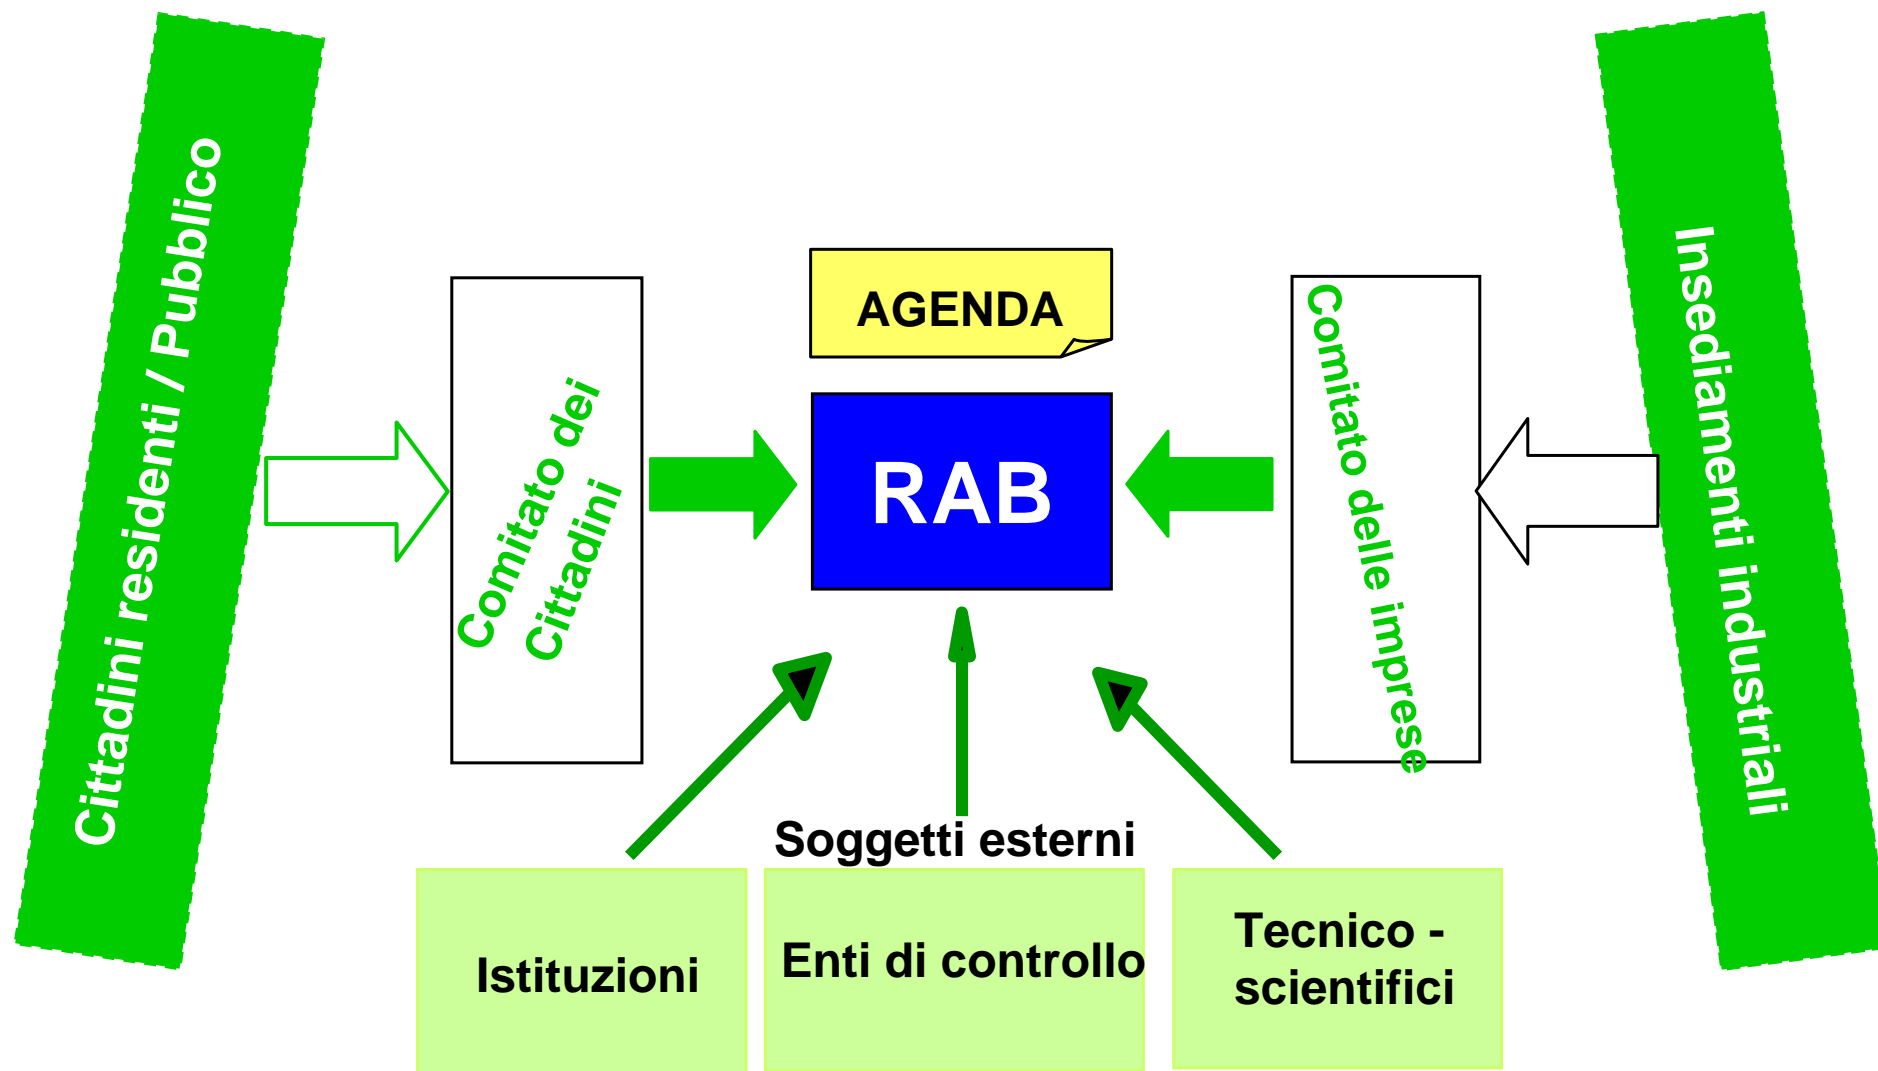 Cittadini residenti / Pubblico
Comitato dei
Cittadini
AGENDA
RAB
Comitato delle imprese
Insediamenti industriali
Soggetti esterni
Istituzioni
Enti di controllo
Tecnico -
scientifici